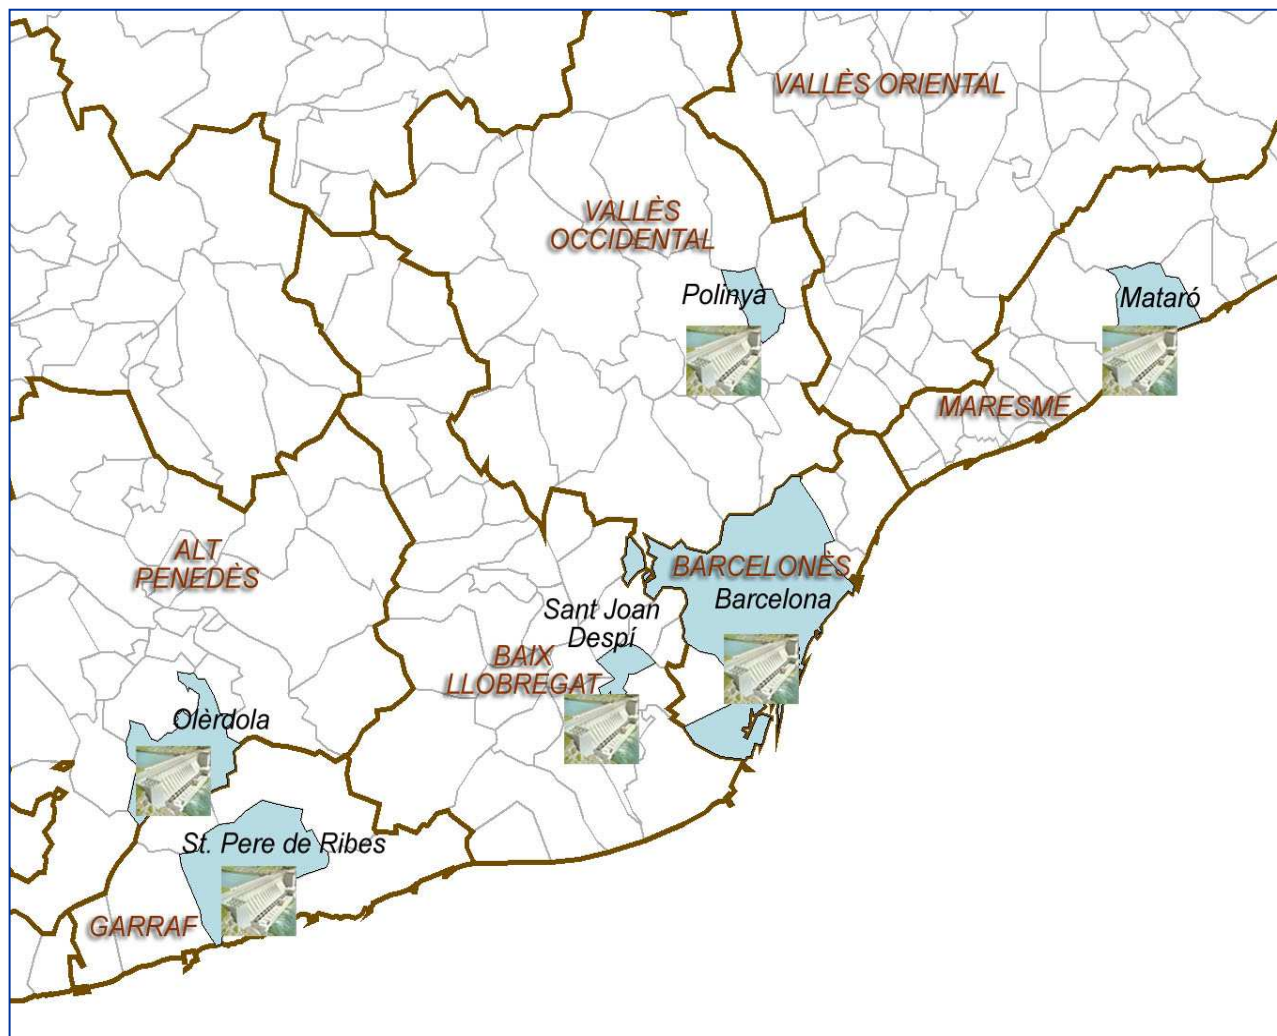 VALLÈS ORIENTAL
VALLÈS
OCCIDENTAL
Polinya
Mataró
MARESME
ALT
PENEDÈS
BARCELONÈS
Barcelona
Sant Joan
Despí
BAIX
LLOBREGAT
Olèrdola
St. Pere de Ribes
GARRAF